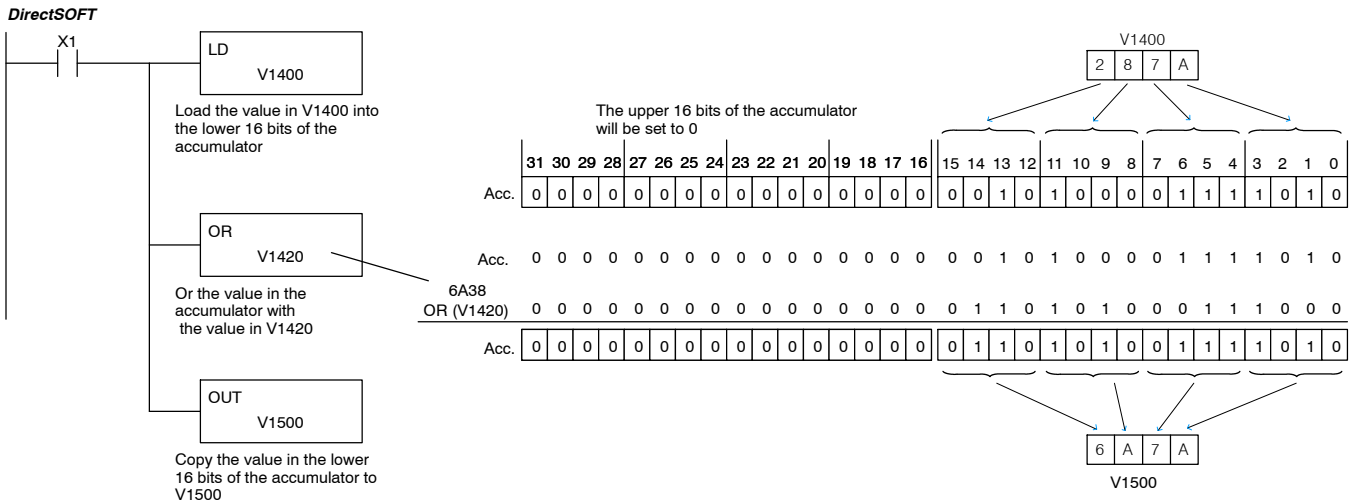 DirectSOFT
X1
LD
V1400
Load the value in V1400 into
the lower 16 bits of the
accumulator
OR
V1420
Or the value in the
accumulator with
the value in V1420
OUT
V1500
Copy the value in the lower
16 bits of the accumulator to
V1500
V1400
2 8 7 A
The upper 16 bits of the accumulator
will be set to 0
31 30 29 28 27 26 25 24 23 22 21 20 19 18 17 16 15 14 13 12 11 10 9 8 7 6 5 4 3 2 1 0
Acc. 0 0 0 0 0 0 0 0 0 0 0 0 0 0 0 0 0 0 1 0 1 0 0 0 0 1 1 1 1 0 1 0
Acc. 0 0 0 0 0 0 0 0 0 0 0 0 0 0 0 0 0 0 1 0 1 0 0 0 0 1 1 1 1 0 1 0
6A38
OR (V1420) 0 0 0 0 0 0 0 0 0 0 0 0 0 0 0 0 0 1 1 0 1 0 1 0 0 0 1 1 1 0 0 0
Acc. 0 0 0 0 0 0 0 0 0 0 0 0 0 0 0 0 0 1 1 0 1 0 1 0 0 1 1 1 1 0 1 0
6 A 7 A
V1500